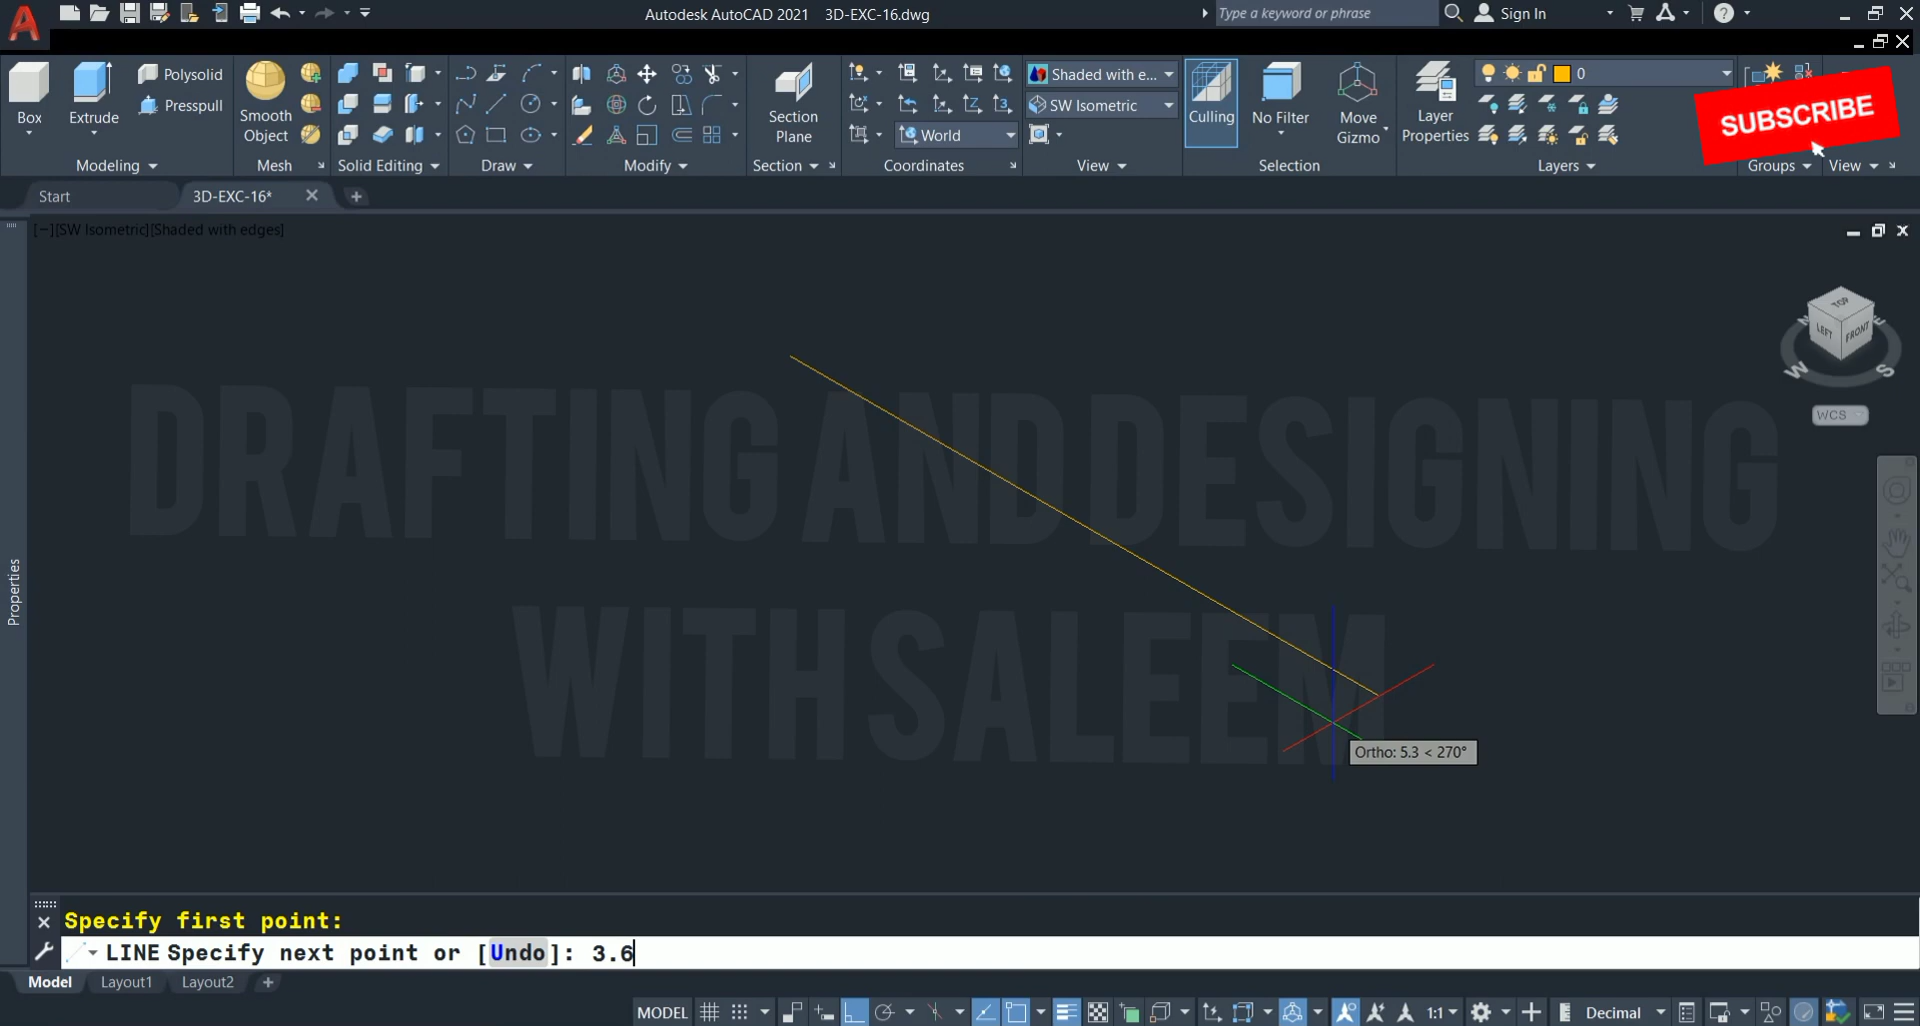 Autodesk AutoCAD 2021 3D-EXC-16.dwg
Type a keyword or phrase
Sign In
Box
Extrude
Polysolid
Presspull
Modeling
Smooth
Object
Mesh
Solid Editing
Draw
Modify
Section
Plane
Section
World
Coordinates
Shaded with e...
SW Isometric
View
Culling
No Filter
Move
Gizmo
Selection
Layer
Properties
0
Layers
SUBSCRIBE
Groups
View
Start
3D-EXC-16*
[−][SW Isometric][Shaded with edges]
TOP
LEFT
FRONT
W
S
WCS
DRAFTING AND DESIGNING
WITH SALEEM
Properties
Ortho: 5.3 < 270°
Specify first point:
LINE Specify next point or [Undo]: 3.6
Model
Layout1
Layout2
MODEL
1:1
Decimal